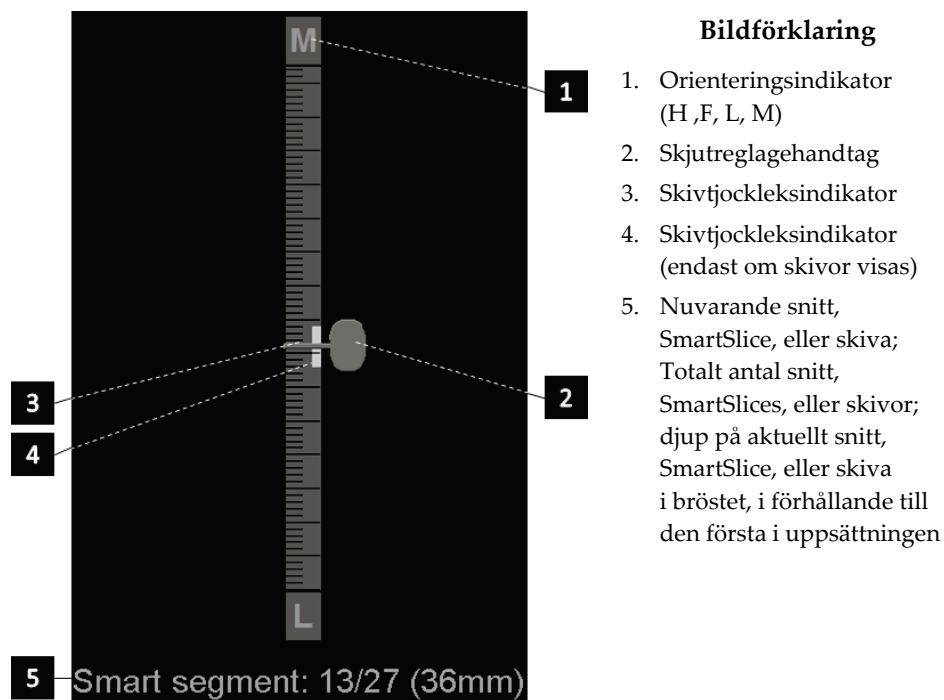 M
1
3
4
2
L
5
Smart segment: 13/27 (36mm)
Bildförklaring
1. Orienteringsindikator
(H ,F, L, M)
2. Skjutreglagehandtag
3. Skivtjockleksindikator
4. Skivtjockleksindikator
(endast om skivor visas)
5. Nuvarande snitt,
SmartSlice, eller skiva;
Totalt antal snitt,
SmartSlices, eller skivor;
djup på aktuellt snitt,
SmartSlice, eller skiva
i bröstet, i förhållande till
den första i uppsättningen